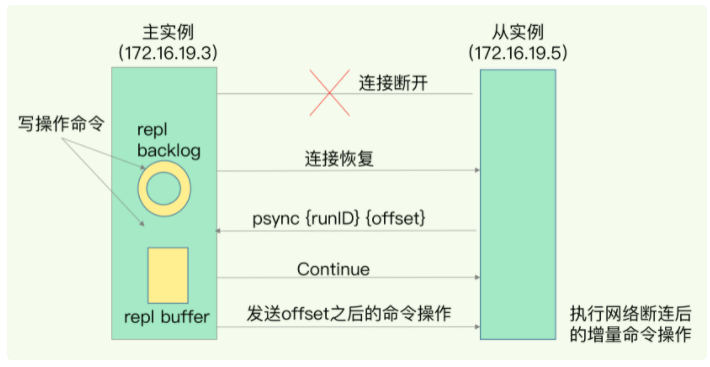 主实例
（172.16.19.3）
从实例
（172.16.19.5）
连接断开
写操作命令
repl
backlog
连接恢复
psync {runID} {offset}
Continue
repl buffer
发送offset之后的命令操作
执行网络断连后
的增量命令操作